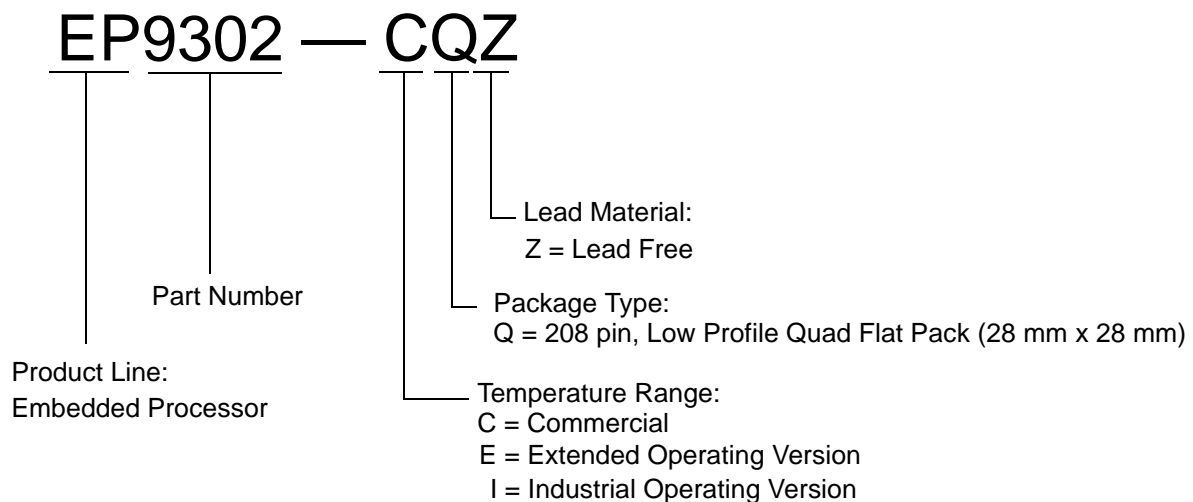 EP9302 — CQZ
Lead Material:
Z = Lead Free
Part Number
Package Type:
Q = 208 pin, Low Profile Quad Flat Pack (28 mm x 28 mm)
Product Line:
Embedded Processor
Temperature Range:
C = Commercial
E = Extended Operating Version
I = Industrial Operating Version